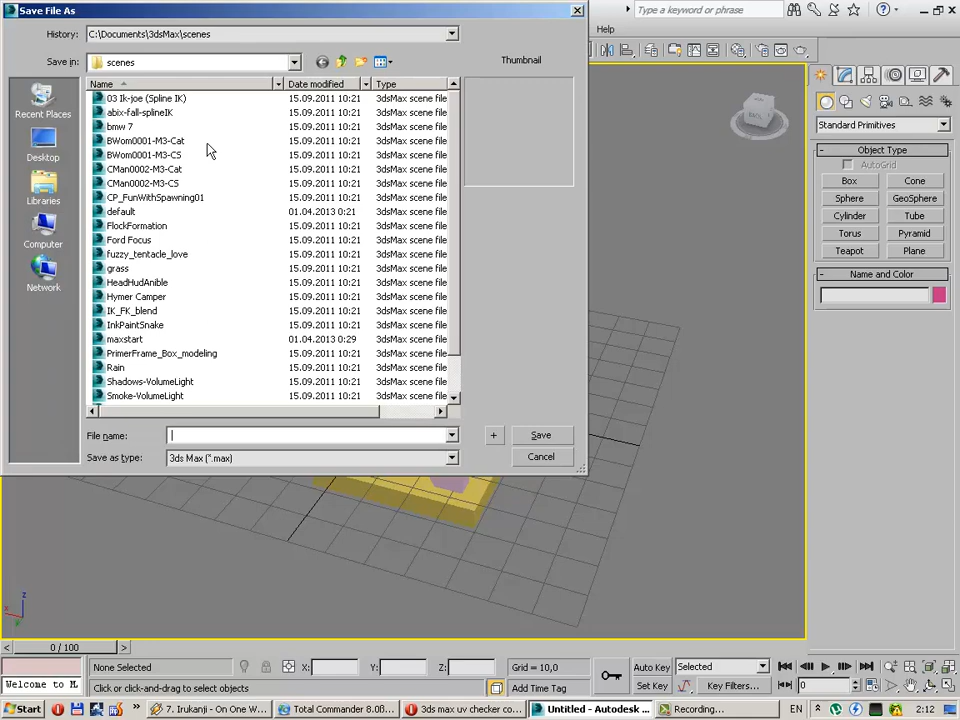 Save File As
Type a keyword or phrase
Help
History: C:\Documents\3dsMax\scenes
Save in: scenes
Thumbnail
Name Date modified Type
03 Ik-joe (Spline IK) 15.09.2011 10:21 3dsMax scene file
abix-fall-splineIK 15.09.2011 10:21 3dsMax scene file
bmw 7 15.09.2011 10:21 3dsMax scene file
BWom0001-M3-Cat 15.09.2011 10:21 3dsMax scene file
BWom0001-M3-CS 15.09.2011 10:21 3dsMax scene file
CMan0002-M3-Cat 15.09.2011 10:21 3dsMax scene file
CMan0002-M3-CS 15.09.2011 10:21 3dsMax scene file
CP_FunWithSpawning01 15.09.2011 10:21 3dsMax scene file
default 01.04.2013 0:21 3dsMax scene file
FlockFormation 15.09.2011 10:21 3dsMax scene file
Ford Focus 15.09.2011 10:21 3dsMax scene file
fuzzy_tentacle_love 15.09.2011 10:21 3dsMax scene file
grass 15.09.2011 10:21 3dsMax scene file
HeadHudAnible 15.09.2011 10:21 3dsMax scene file
Hymer Camper 15.09.2011 10:21 3dsMax scene file
IK_FK_blend 15.09.2011 10:21 3dsMax scene file
InkPaintSnake 15.09.2011 10:21 3dsMax scene file
maxstart 01.04.2013 0:29 3dsMax scene file
PrimerFrame_Box_modeling 15.09.2011 10:21 3dsMax scene file
Rain 15.09.2011 10:21 3dsMax scene file
Shadows-VolumeLight 15.09.2011 10:21 3dsMax scene file
Smoke-VolumeLight 15.09.2011 10:21 3dsMax scene file
Recent Places
Desktop
Libraries
Computer
Network
File name: + Save
Save as type: 3ds Max (*.max) Cancel
BACK
Standard Primitives
- Object Type
AutoGrid
Box Cone
Sphere GeoSphere
Cylinder Tube
Torus Pyramid
Teapot Plane
- Name and Color
z
x
< 0 / 100 >
None Selected X: Y: Z: Grid = 10,0 Auto Key Selected
Welcome to M. Click or click-and-drag to select objects Add Time Tag Set Key Key Filters... 0
Start 7. Irukanji - On One W... Total Commander 8.0ß... 3ds max uv checker co... Untitled - Autodesk ... Recording... EN 2:12